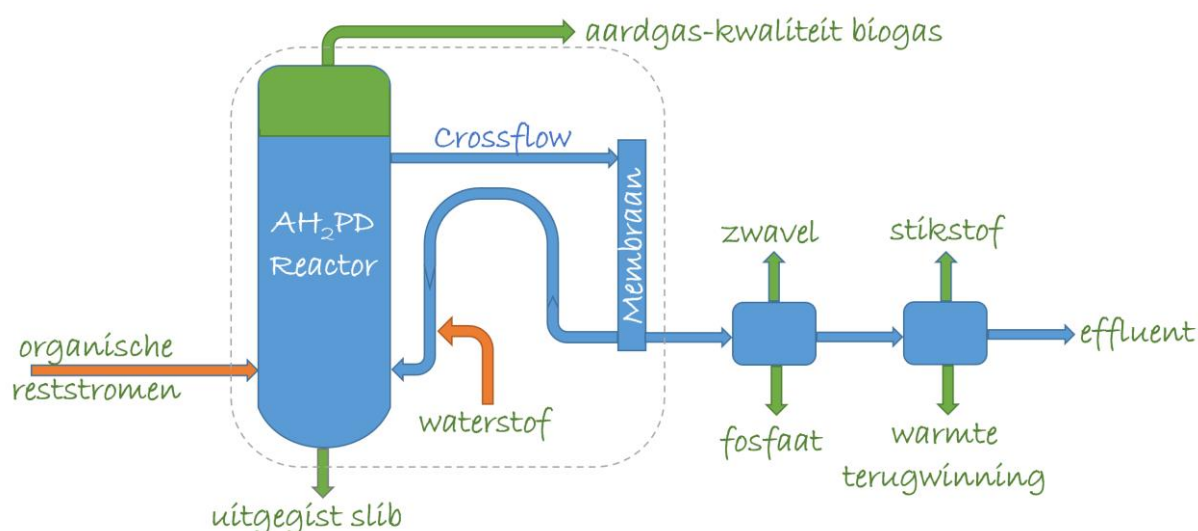 aardgas-kwaliteit biogas
Crossflow
AH₂PD
Reactor
Membraan
zwavel
stikstof
organische
reststromen
waterstof
effluent
fosfaat
warmte
terugwinning
uitgegist slib